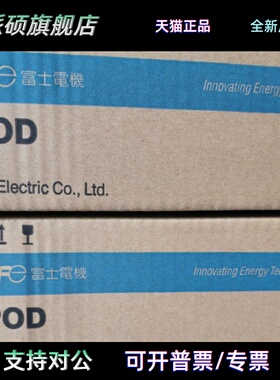 硕旗舰店 天猫正品 全新
富士電機 Innovating Energy
OD
Electric Co., Ltd.
富士電機 Innovating Energy Te
POD
支持对公 可开普票/专票